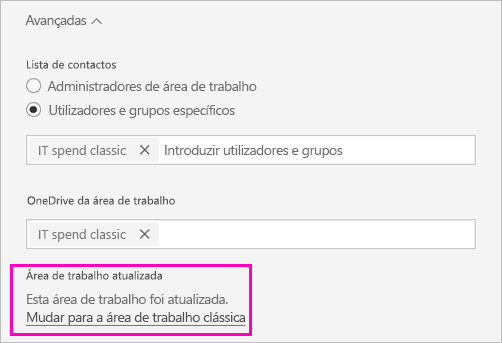 Avançadas
Lista de contactos
Administradores de área de trabalho
Utilizadores e grupos específicos
IT spend classic Introduzir utilizadores e grupos
OneDrive da área de trabalho
IT spend classic
Área de trabalho atualizada
Esta área de trabalho foi atualizada.
Mudar para a área de trabalho clássica